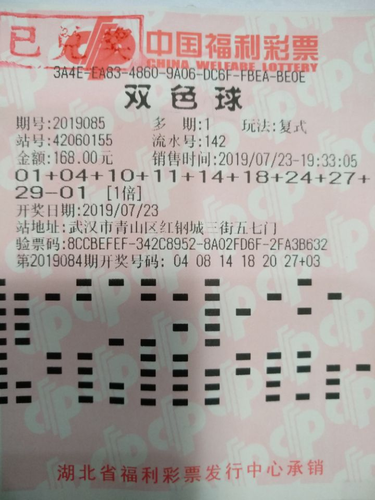 已兑奖
中国福利彩票
CHINA WELFARE LOTTERY
3A4E-EA83-4860-9A06-DC6F-FBEA-BE0E
双色球
期号:2019085 多 期:1 玩法:复式
站号:42060155 流水号:142
金额:168.00元 销售时间:2019/07/23-19:33:05
01+04+10+11+14+18+24+27+
29-01 [1倍]
开奖日期:2019/07/23
站地址:武汉市青山区红钢城三街五七门
验票码:8CCBEFEF-342C8952-8A02FD6F-2FA3B632
第2019084期开奖号码:04 08 14 18 20 27+03
湖北省福利彩票发行中心承销